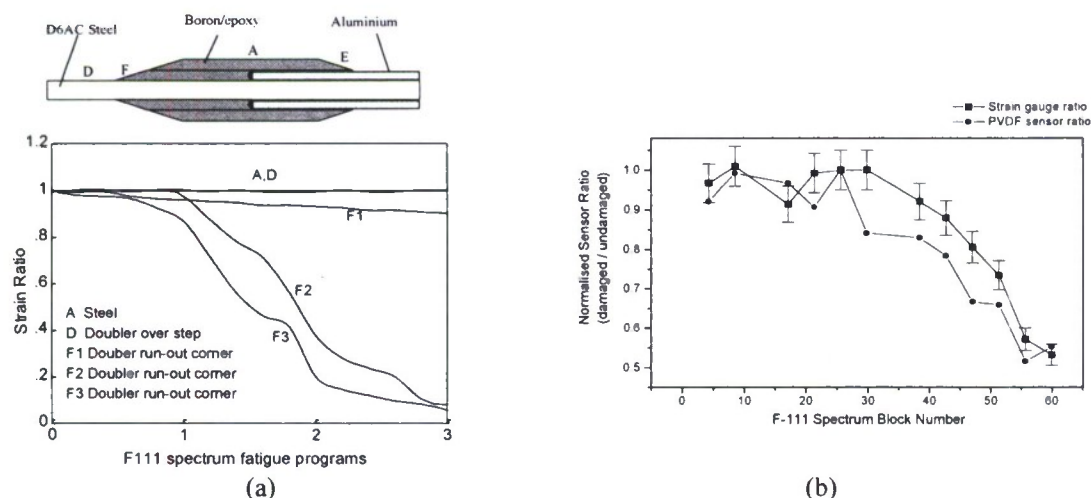 D6AC Steel
Boron/epoxy
Aluminium
D F A E
1.2
1
.8
.6
.4
.2
0
Strain Ratio
A,D
F1
F2
F3
A Steel
D Doubler over step
F1 Douber run-out corner
F2 Doubler run-out corner
F3 Doubler run-out corner
0 1 2 3
F111 spectrum fatigue programs
(a)
Strain gauge ratio
PVDF sensor ratio
Normalised Sensor Ratio
(damaged / undamaged)
1.0
0.9
0.8
0.7
0.6
0.5
0 10 20 30 40 50 60
F-111 Spectrum Block Number
(b)